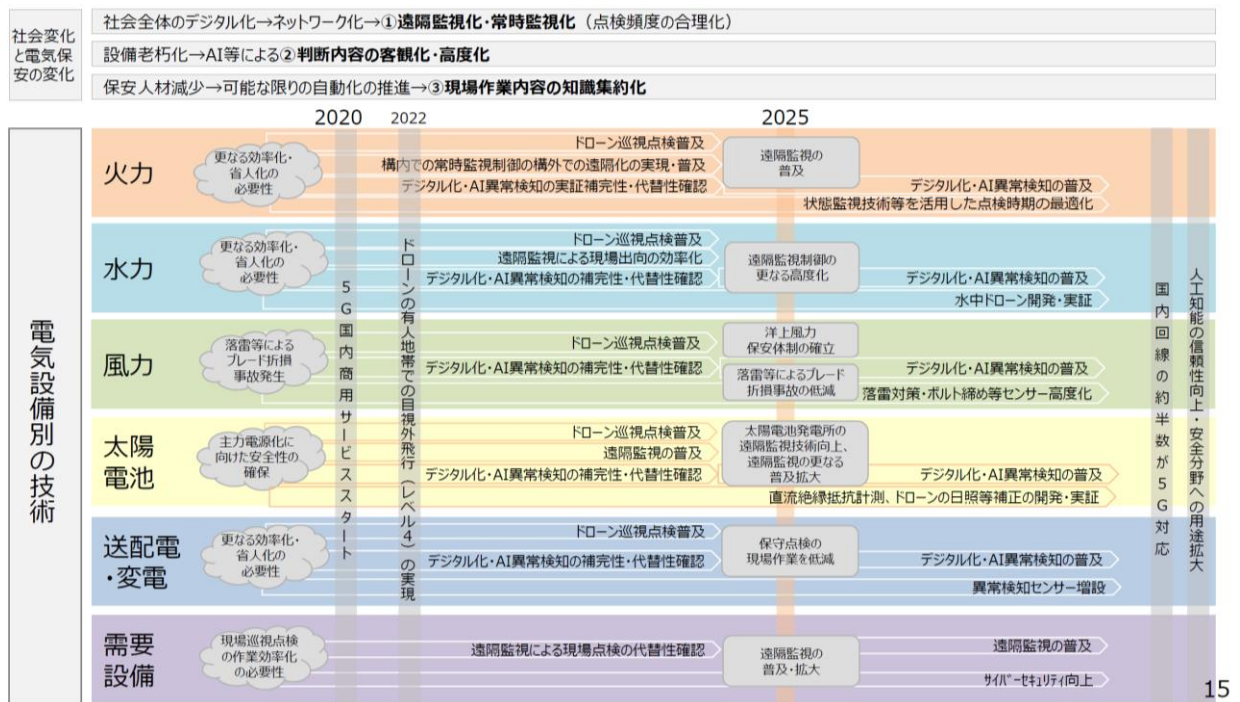 社会変化
と電気保
安の変化
社会全体のデジタル化→ネットワーク化→①遠隔監視化・常時監視化（点検頻度の合理化）
設備老朽化→AI等による②判断内容の客観化・高度化
保安人材減少→可能な限りの自動化の推進→③現場作業内容の知識集約化
2020
2022
2025
電気設備別の技術
火力
更なる効率化・
省人化の
必要性
ドローン巡視点検普及
構内での常時監視制御の構外での遠隔化の実現・普及
デジタル化・AI異常検知の実証補完性・代替性確認
遠隔監視の
普及
デジタル化・AI異常検知の普及
状態監視技術等を活用した点検時期の最適化
水力
更なる効率化・
省人化の
必要性
ドローン巡視点検普及
遠隔監視による現場出向の効率化
デジタル化・AI異常検知の補完性・代替性確認
遠隔監視制御の
更なる高度化
デジタル化・AI異常検知の普及
水中ドローン開発・実証
風力
落雷等による
ブレード折損
事故発生
ドローン巡視点検普及
デジタル化・AI異常検知の補完性・代替性確認
洋上風力
保安体制の確立
落雷等によるブレード
折損事故の低減
デジタル化・AI異常検知の普及
落雷対策・ボルト締め等センサー高度化
太陽
電池
主力電源化に
向けた安全性の
確保
ドローン巡視点検普及
遠隔監視の普及
デジタル化・AI異常検知の補完性・代替性確認
太陽電池発電所の
遠隔監視技術向上、
遠隔監視の更なる
普及拡大
デジタル化・AI異常検知の普及
直流絶縁抵抗計測、ドローンの日照等補正の開発・実証
送配電
・変電
更なる効率化・
省人化の
必要性
ドローン巡視点検普及
デジタル化・AI異常検知の補完性・代替性確認
保守点検の
現場作業を低減
デジタル化・AI異常検知の普及
異常検知センサー増設
需要
設備
現場巡視点検
の作業効率化
の必要性
遠隔監視による現場点検の代替性確認
遠隔監視の
普及・拡大
遠隔監視の普及
サイバーセキュリティ向上
5G国内商用サービススタート
ドローンの有人地帯での目視外飛行（レベル4）の実現
国内回線の約半数が5G対応
人工知能の信頼性向上・安全分野への用途拡大
15